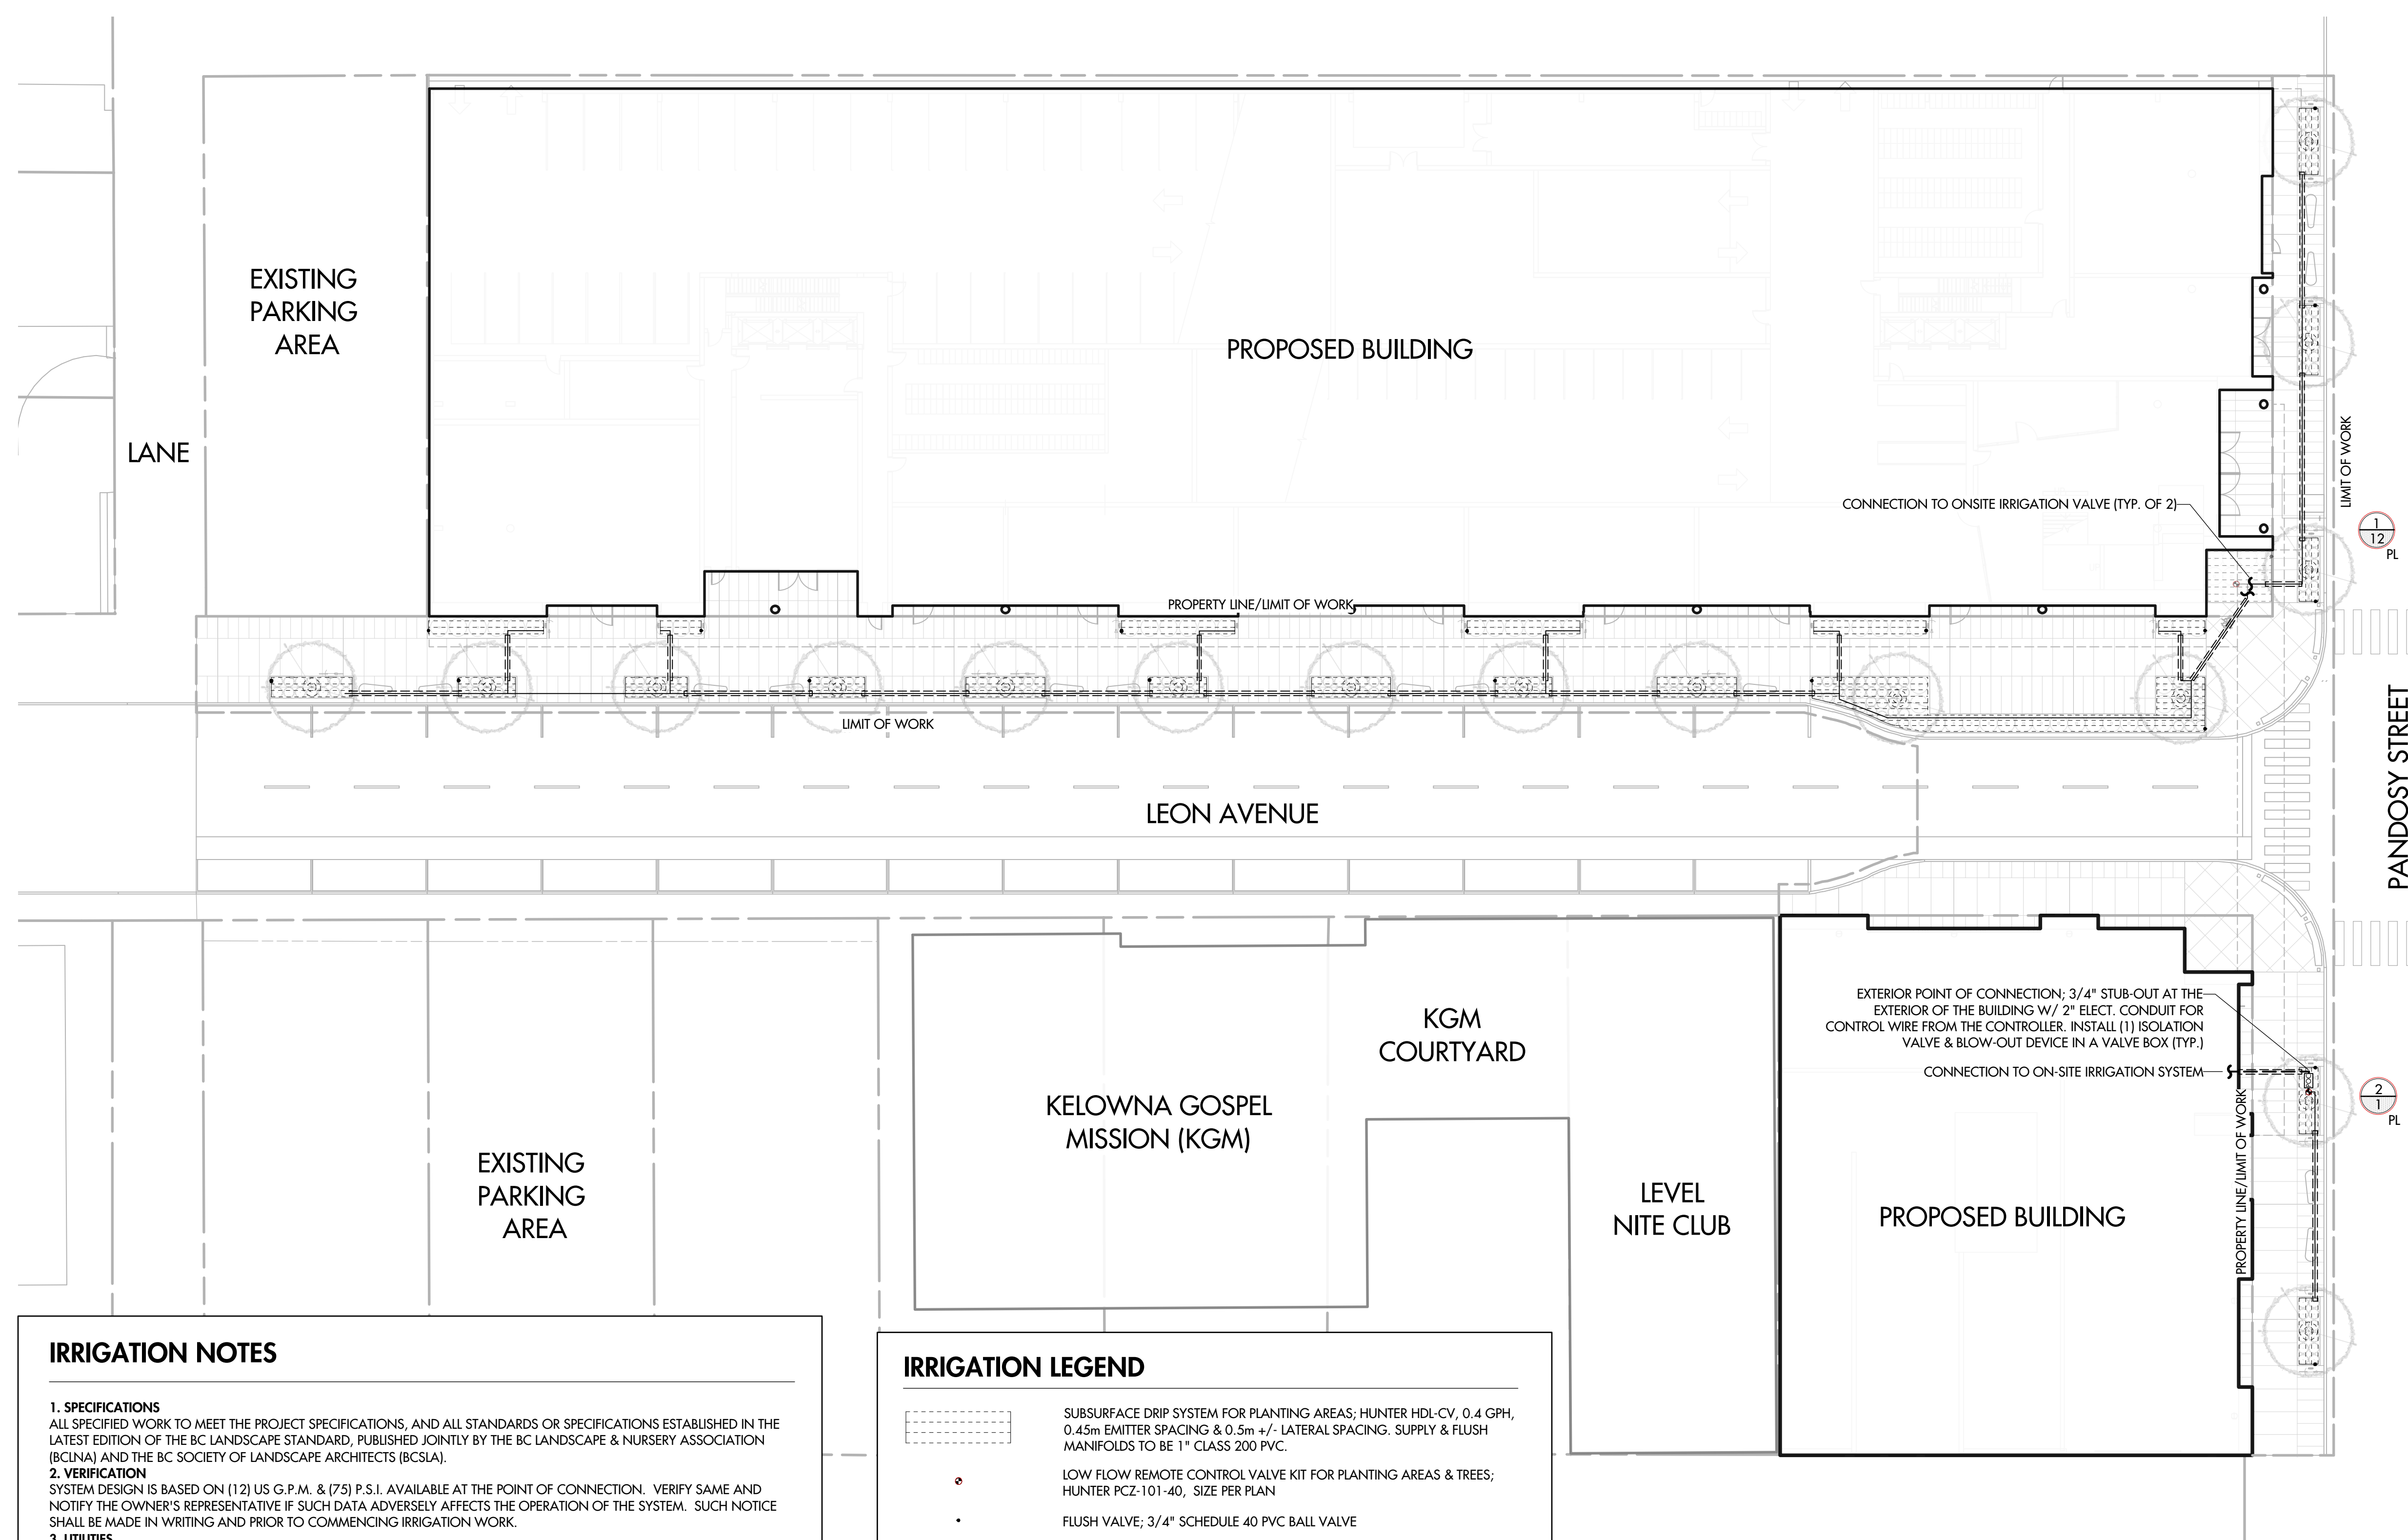 EXISTING
PARKING
AREA
LANE
PROPOSED BUILDING
CONNECTION TO ONSITE IRRIGATION VALVE (TYP. OF 2)
LIMIT OF WORK
1
12
PL
PROPERTY LINE/LIMIT OF WORK
LIMIT OF WORK
LEON AVENUE
PANDOSY STREET
EXTERIOR POINT OF CONNECTION; 3/4" STUB-OUT AT THE
EXTERIOR OF THE BUILDING W/ 2" ELECT. CONDUIT FOR
CONTROL WIRE FROM THE CONTROLLER. INSTALL (1) ISOLATION
VALVE & BLOW-OUT DEVICE IN A VALVE BOX (TYP.)
CONNECTION TO ON-SITE IRRIGATION SYSTEM
2
1
PL
PROPERTY LINE/LIMIT OF WORK
KGM
COURTYARD
KELOWNA GOSPEL
MISSION (KGM)
EXISTING
PARKING
AREA
LEVEL
NITE CLUB
PROPOSED BUILDING
IRRIGATION NOTES
1. SPECIFICATIONS
ALL SPECIFIED WORK TO MEET THE PROJECT SPECIFICATIONS, AND ALL STANDARDS OR SPECIFICATIONS ESTABLISHED IN THE
LATEST EDITION OF THE BC LANDSCAPE STANDARD, PUBLISHED JOINTLY BY THE BC LANDSCAPE & NURSERY ASSOCIATION
(BCLNA) AND THE BC SOCIETY OF LANDSCAPE ARCHITECTS (BCSLA).
2. VERIFICATION
SYSTEM DESIGN IS BASED ON (12) US G.P.M. & (75) P.S.I. AVAILABLE AT THE POINT OF CONNECTION. VERIFY SAME AND
NOTIFY THE OWNER'S REPRESENTATIVE IF SUCH DATA ADVERSELY AFFECTS THE OPERATION OF THE SYSTEM. SUCH NOTICE
SHALL BE MADE IN WRITING AND PRIOR TO COMMENCING IRRIGATION WORK.
3. UTILITIES
IRRIGATION LEGEND
SUBSURFACE DRIP SYSTEM FOR PLANTING AREAS; HUNTER HDL-CV, 0.4 GPH,
0.45m EMITTER SPACING & 0.5m +/- LATERAL SPACING. SUPPLY & FLUSH
MANIFOLDS TO BE 1" CLASS 200 PVC.
LOW FLOW REMOTE CONTROL VALVE KIT FOR PLANTING AREAS & TREES;
HUNTER PCZ-101-40, SIZE PER PLAN
FLUSH VALVE; 3/4" SCHEDULE 40 PVC BALL VALVE